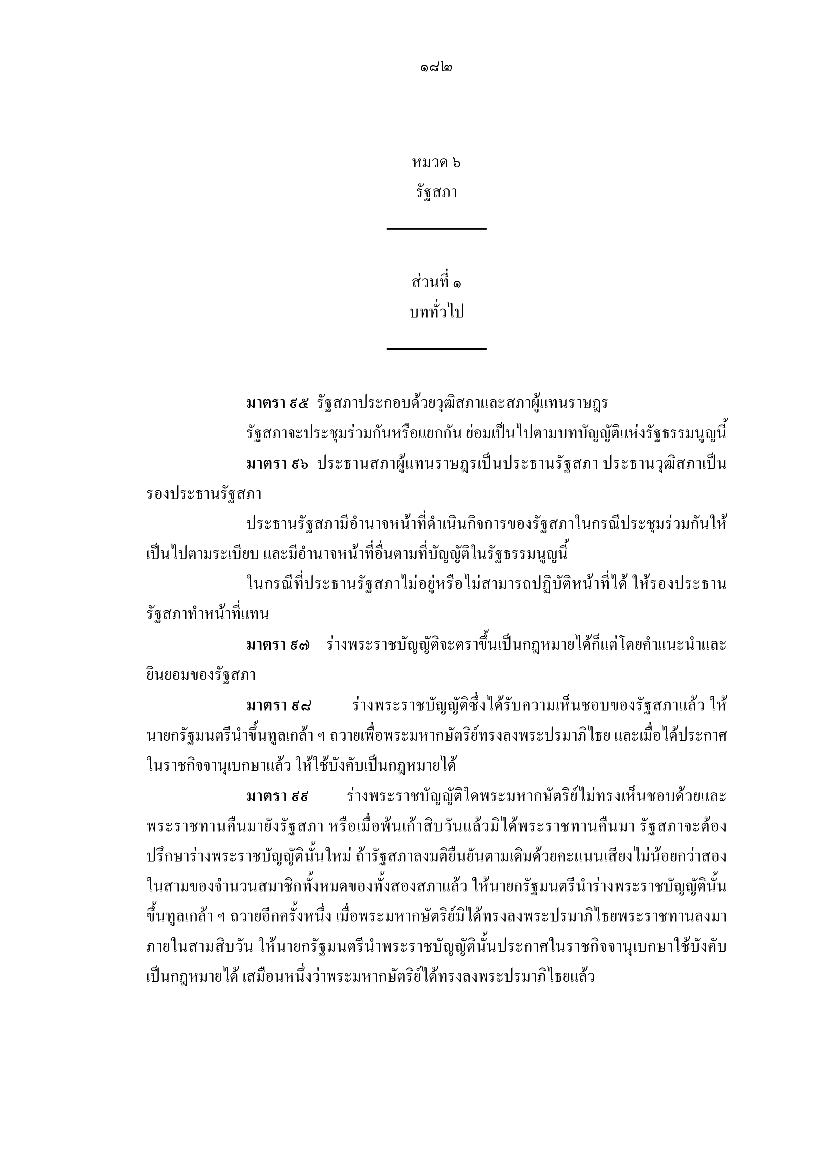 ๑๘๒
หมวด ๖
รัฐสภา
ส่วนที่ ๑
บททั่วไป
มาตรา ๙๕ รัฐสภาประกอบด้วยวุฒิสภาและสภาผู้แทนราษฎร
รัฐสภาจะประชุมร่วมกันหรือแยกกัน ย่อมเป็นไปตามบทบัญญัติแห่งรัฐธรรมนูญนี้
มาตรา ๙๖ ประธานสภาผู้แทนราษฎรเป็นประธานรัฐสภา ประธานวุฒิสภาเป็น
รองประธานรัฐสภา
ประธานรัฐสภามีอำนาจหน้าที่ดำเนินกิจการของรัฐสภาในกรณีประชุมร่วมกันให้
เป็นไปตามระเบียบ และมีอำนาจหน้าที่อื่นตามที่บัญญัติในรัฐธรรมนูญนี้
ในกรณีที่ประธานรัฐสภาไม่อยู่หรือไม่สามารถปฏิบัติหน้าที่ได้ ให้รองประธาน
รัฐสภาทำหน้าที่แทน
มาตรา ๙๗ ร่างพระราชบัญญัติจะตราขึ้นเป็นกฎหมายได้ก็แต่โดยคำแนะนำและ
ยินยอมของรัฐสภา
มาตรา ๙๘ ร่างพระราชบัญญัติซึ่งได้รับความเห็นชอบของรัฐสภาแล้ว ให้
นายกรัฐมนตรีนำขึ้นทูลเกล้า ฯ ถวายเพื่อพระมหากษัตริย์ทรงลงพระปรมาภิไธย และเมื่อได้ประกาศ
ในราชกิจจานุเบกษาแล้ว ให้ใช้บังคับเป็นกฎหมายได้
มาตรา ๙๙ ร่างพระราชบัญญัติใดพระมหากษัตริย์ไม่ทรงเห็นชอบด้วยและ
พระราชทานคืนมายังรัฐสภา หรือเมื่อพ้นเก้าสิบวันแล้วมิได้พระราชทานคืนมา รัฐสภาจะต้อง
ปรึกษาร่างพระราชบัญญัตินั้นใหม่ ถ้ารัฐสภาลงมติยืนยันตามเดิมด้วยคะแนนเสียงไม่น้อยกว่าสอง
ในสามของจำนวนสมาชิกทั้งหมดของทั้งสองสภาแล้ว ให้นายกรัฐมนตรีนำร่างพระราชบัญญัตินั้น
ขึ้นทูลเกล้า ฯ ถวายอีกครั้งหนึ่ง เมื่อพระมหากษัตริย์มิได้ทรงลงพระปรมาภิไธยพระราชทานลงมา
ภายในสามสิบวัน ให้นายกรัฐมนตรีนำพระราชบัญญัตินั้นประกาศในราชกิจจานุเบกษาใช้บังคับ
เป็นกฎหมายได้ เสมือนหนึ่งว่าพระมหากษัตริย์ได้ทรงลงพระปรมาภิไธยแล้ว